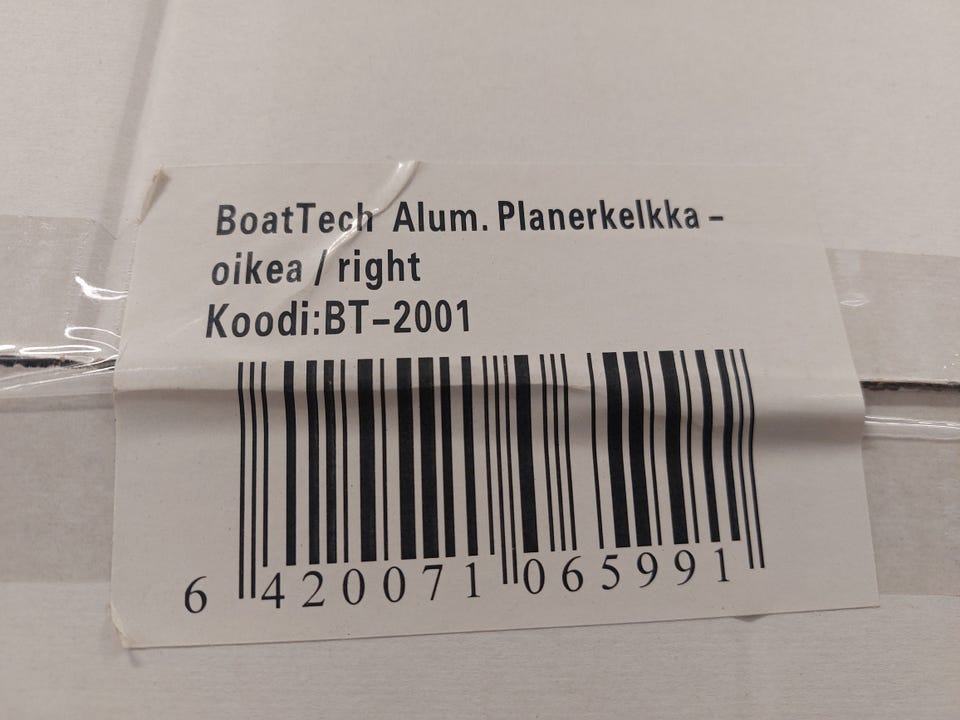 BoatTech Alum. Planerkelkka –
oikea / right
Koodi:BT–2001
6 420071 065991